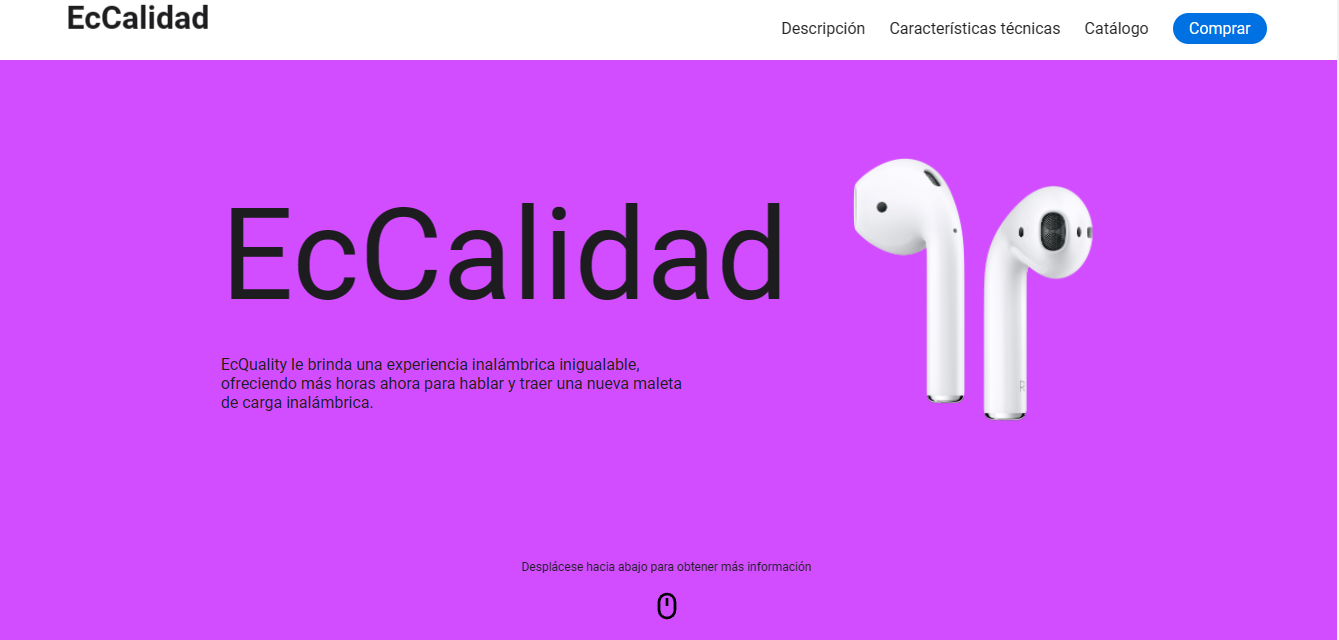 EcCalidad
Descripción Características técnicas Catálogo Comprar
EcCalidad
EcQuality le brinda una experiencia inalámbrica inigualable,
ofreciendo más horas ahora para hablar y traer una nueva maleta
de carga inalámbrica.
R
Desplácese hacia abajo para obtener más información